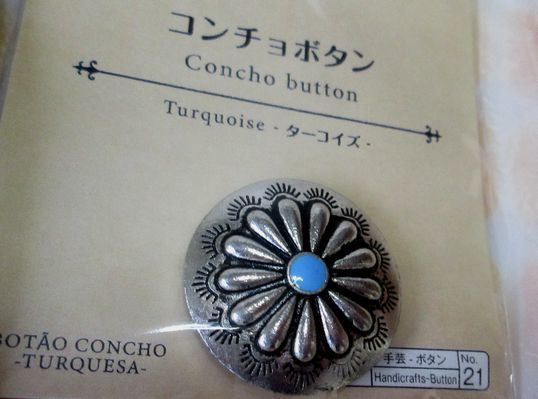 コンチョボタン
Concho button
Turquoise - ターコイズ -
BOTÃO CONCHO
-TURQUESA-
手芸 - ボタン
Handicrafts-Button
No.
21